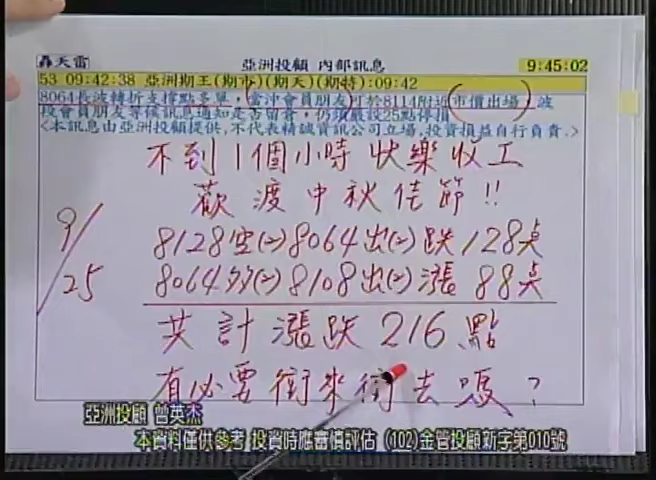 轟天雷 亞洲投顧 內部訊息 9:45:02
53 09:42:38 亞洲期王(期市)(期天)(期特):09:42
8064長波轉折支撐點多單，當沖會員朋友可於8114附近市價出場，波
投會員朋友等候訊息通知是否留倉，仍須嚴設25點停損
<本訊息由亞洲投顧提供,不代表精誠資訊公司立場,投資損益自行負責.>
不到1個小時 快樂收工
歡渡中秋佳節!!
9/25
8128空(-)8064出(-)跌128点
8064多(-)8108出(-)漲88点
共計漲跌216點
有必要衝來衝去嗎？
亞洲投顧 曾英杰
本資料僅供參考 投資時應審慎評估 (102)金管投顧新字第010號